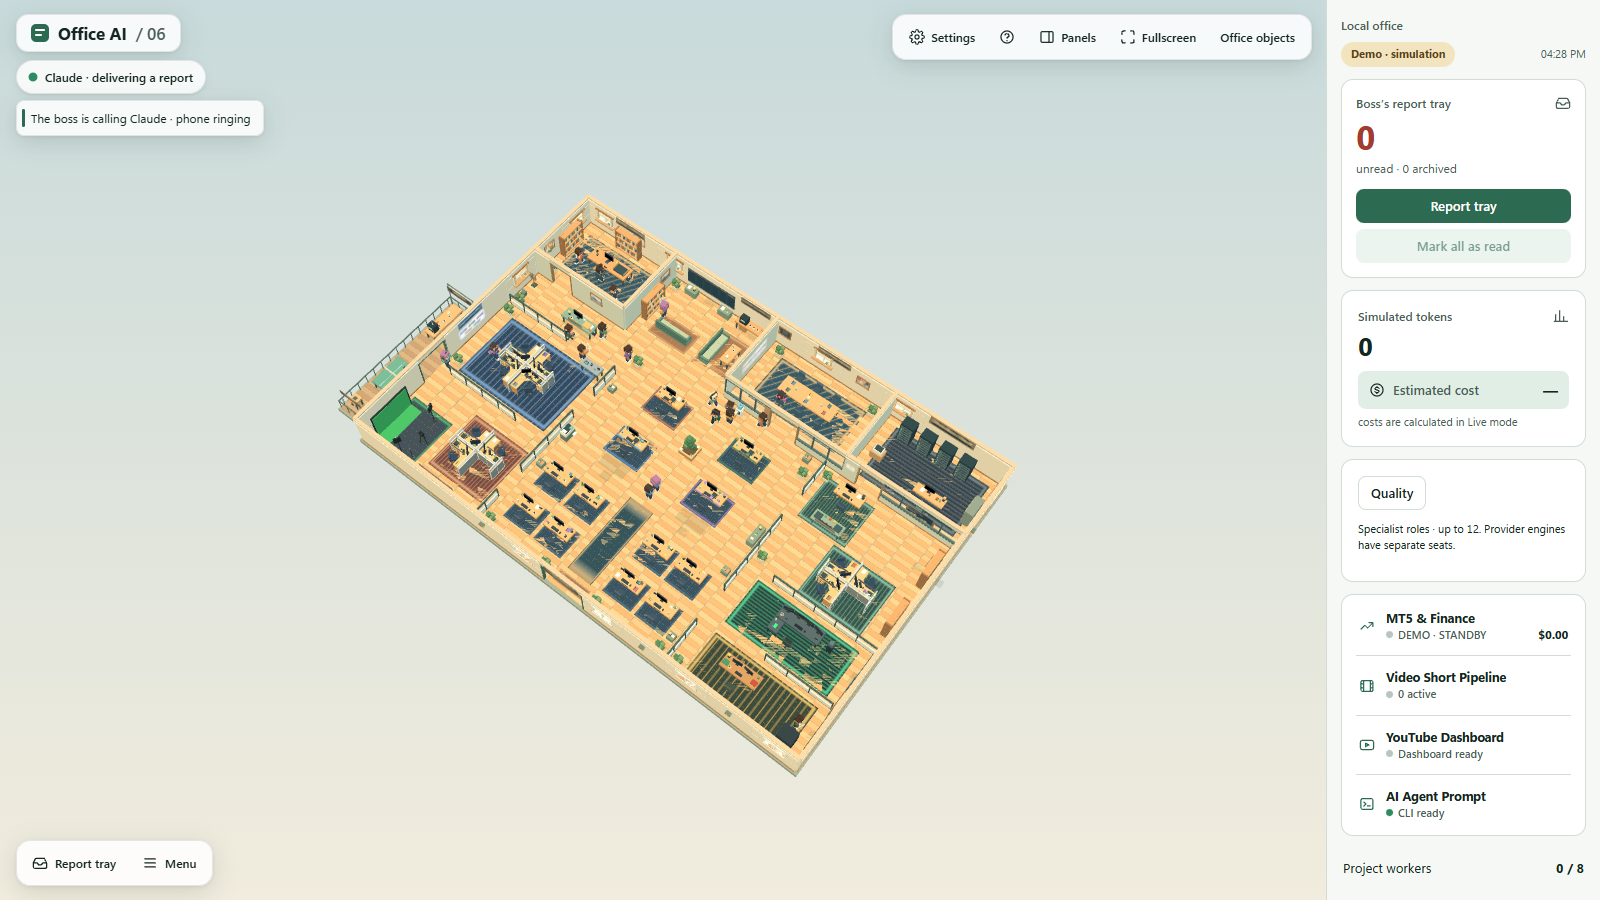 Office AI / 06
Claude · delivering a report
The boss is calling Claude · phone ringing
Settings
Panels
Fullscreen
Office objects
Local office
Demo · simulation
04:28 PM
Boss's report tray
0
unread · 0 archived
Report tray
Mark all as read
Simulated tokens
0
Estimated cost —
costs are calculated in Live mode
Quality
Specialist roles · up to 12. Provider engines
have separate seats.
MT5 & Finance
DEMO · STANDBY
$0.00
Video Short Pipeline
0 active
YouTube Dashboard
Dashboard ready
AI Agent Prompt
CLI ready
Project workers
0 / 8
Report tray
Menu